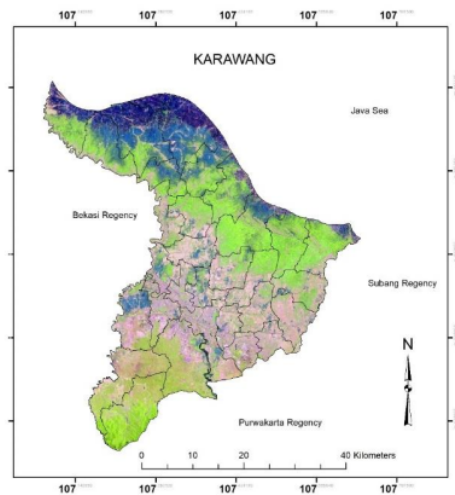 107 107 107 107
KARAWANG
Java Sea
Bekasi Regency
Subang Regency
N
Purwakarta Regency
0 10 20 40 Kilometers
107 107 107 107